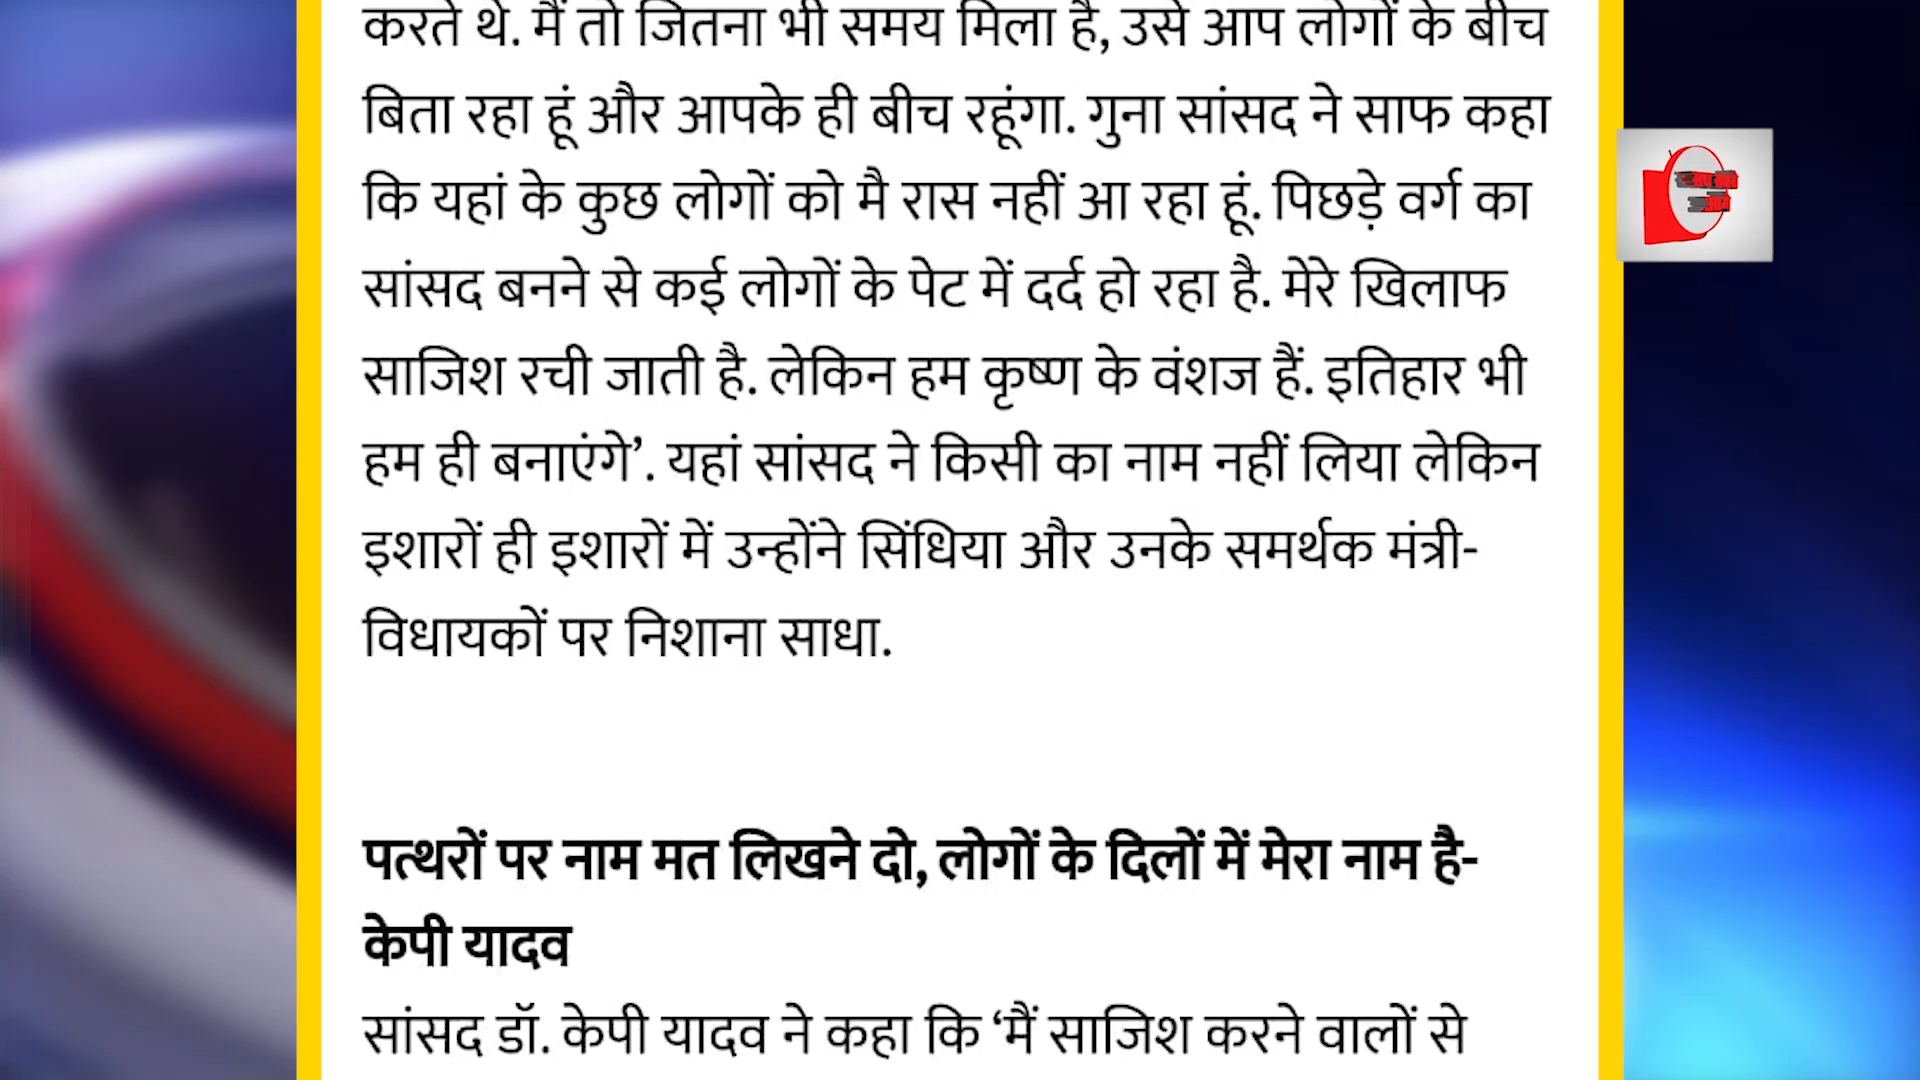 करते थे. मैं तो जितना भी समय मिला है, उसे आप लोगों के बीच
बिता रहा हूं और आपके ही बीच रहूंगा. गुना सांसद ने साफ कहा
कि यहां के कुछ लोगों को मै रास नहीं आ रहा हूं. पिछड़े वर्ग का
सांसद बनने से कई लोगों के पेट में दर्द हो रहा है. मेरे खिलाफ
साजिश रची जाती है. लेकिन हम कृष्ण के वंशज हैं. इतिहार भी
हम ही बनाएंगे’. यहां सांसद ने किसी का नाम नहीं लिया लेकिन
इशारों ही इशारों में उन्होंने सिंधिया और उनके समर्थक मंत्री-
विधायकों पर निशाना साधा.
पत्थरों पर नाम मत लिखने दो, लोगों के दिलों में मेरा नाम है-
केपी यादव
सांसद डॉ. केपी यादव ने कहा कि ‘मैं साजिश करने वालों से